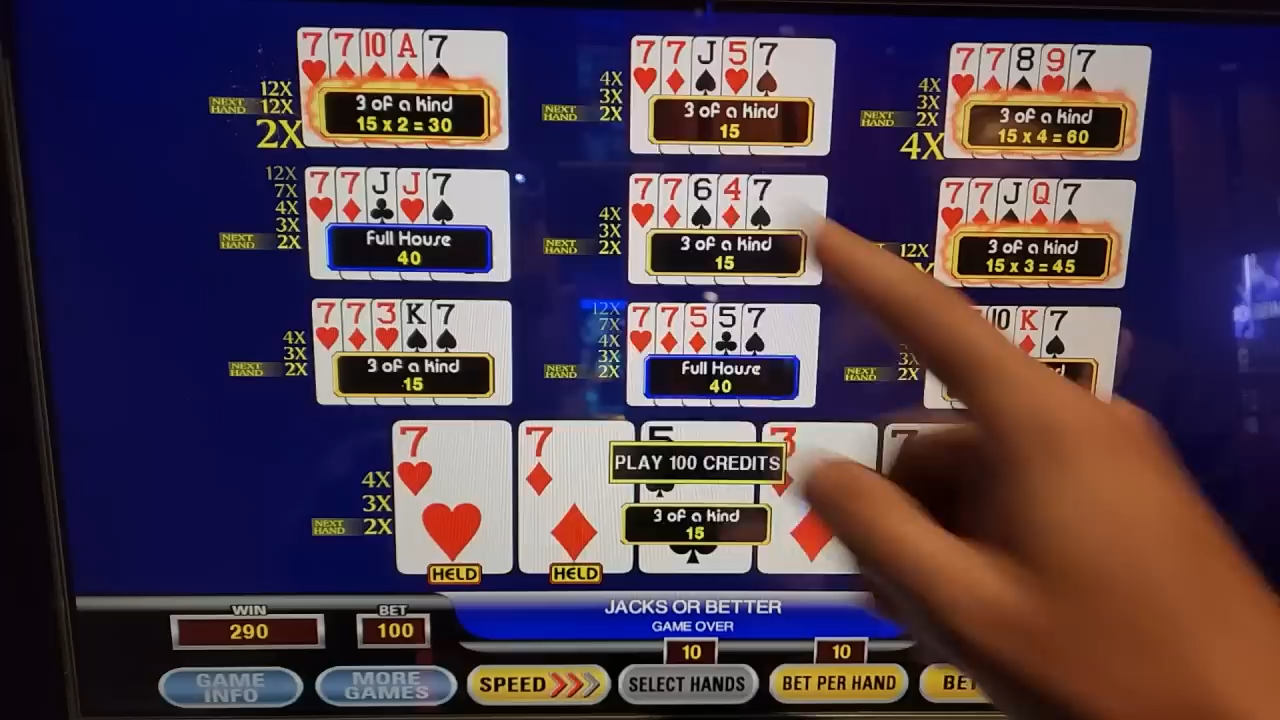 7 7 10 A 7
12X
NEXT HAND 12X
2X
3 of a kind
15 x 2 = 30
7 7 J 5 7
4X
3X
NEXT HAND 2X
3 of a kind
15
7 7 8 9 7
4X
3X
NEXT HAND 2X
4X
3 of a kind
15 x 4 = 60
7 7 J J 7
12X
7X
4X
3X
NEXT HAND 2X
Full House
40
7 7 6 4 7
4X
3X
NEXT HAND 2X
3 of a kind
15
7 7 J Q 7
12X
3 of a kind
15 x 3 = 45
7 7 3 K 7
4X
3X
NEXT HAND 2X
3 of a kind
15
7 7 5 5 7
12X
7X
4X
3X
NEXT HAND 2X
Full House
40
10 K 7
3X
NEXT HAND 2X
7 7 5 3 7
4X
3X
NEXT HAND 2X
PLAY 100 CREDITS
3 of a kind
15
HELD HELD
WIN
290
BET
100
JACKS OR BETTER
GAME OVER
10 10
GAME INFO
MORE GAMES
SPEED
SELECT HANDS
BET PER HAND
BET